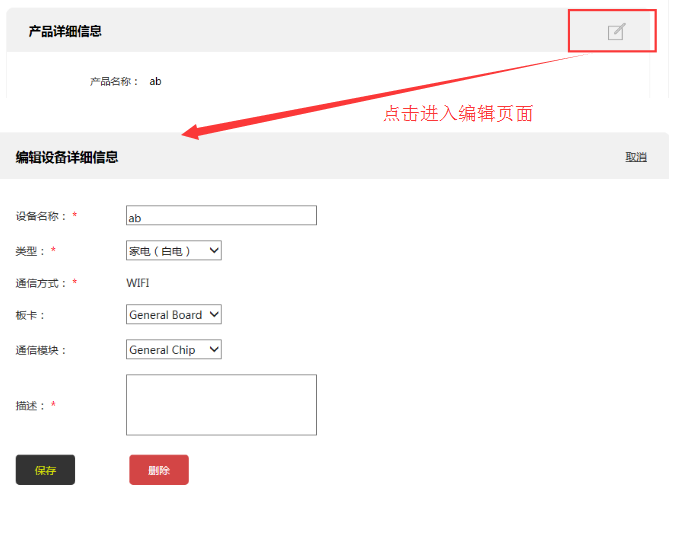 产品详细信息
产品名称： ab
点击进入编辑页面
编辑设备详细信息 取消
设备名称： * ab
类型： * 家电（白电）
通信方式： * WIFI
板卡： General Board
通信模块： General Chip
描述： *
保存 删除